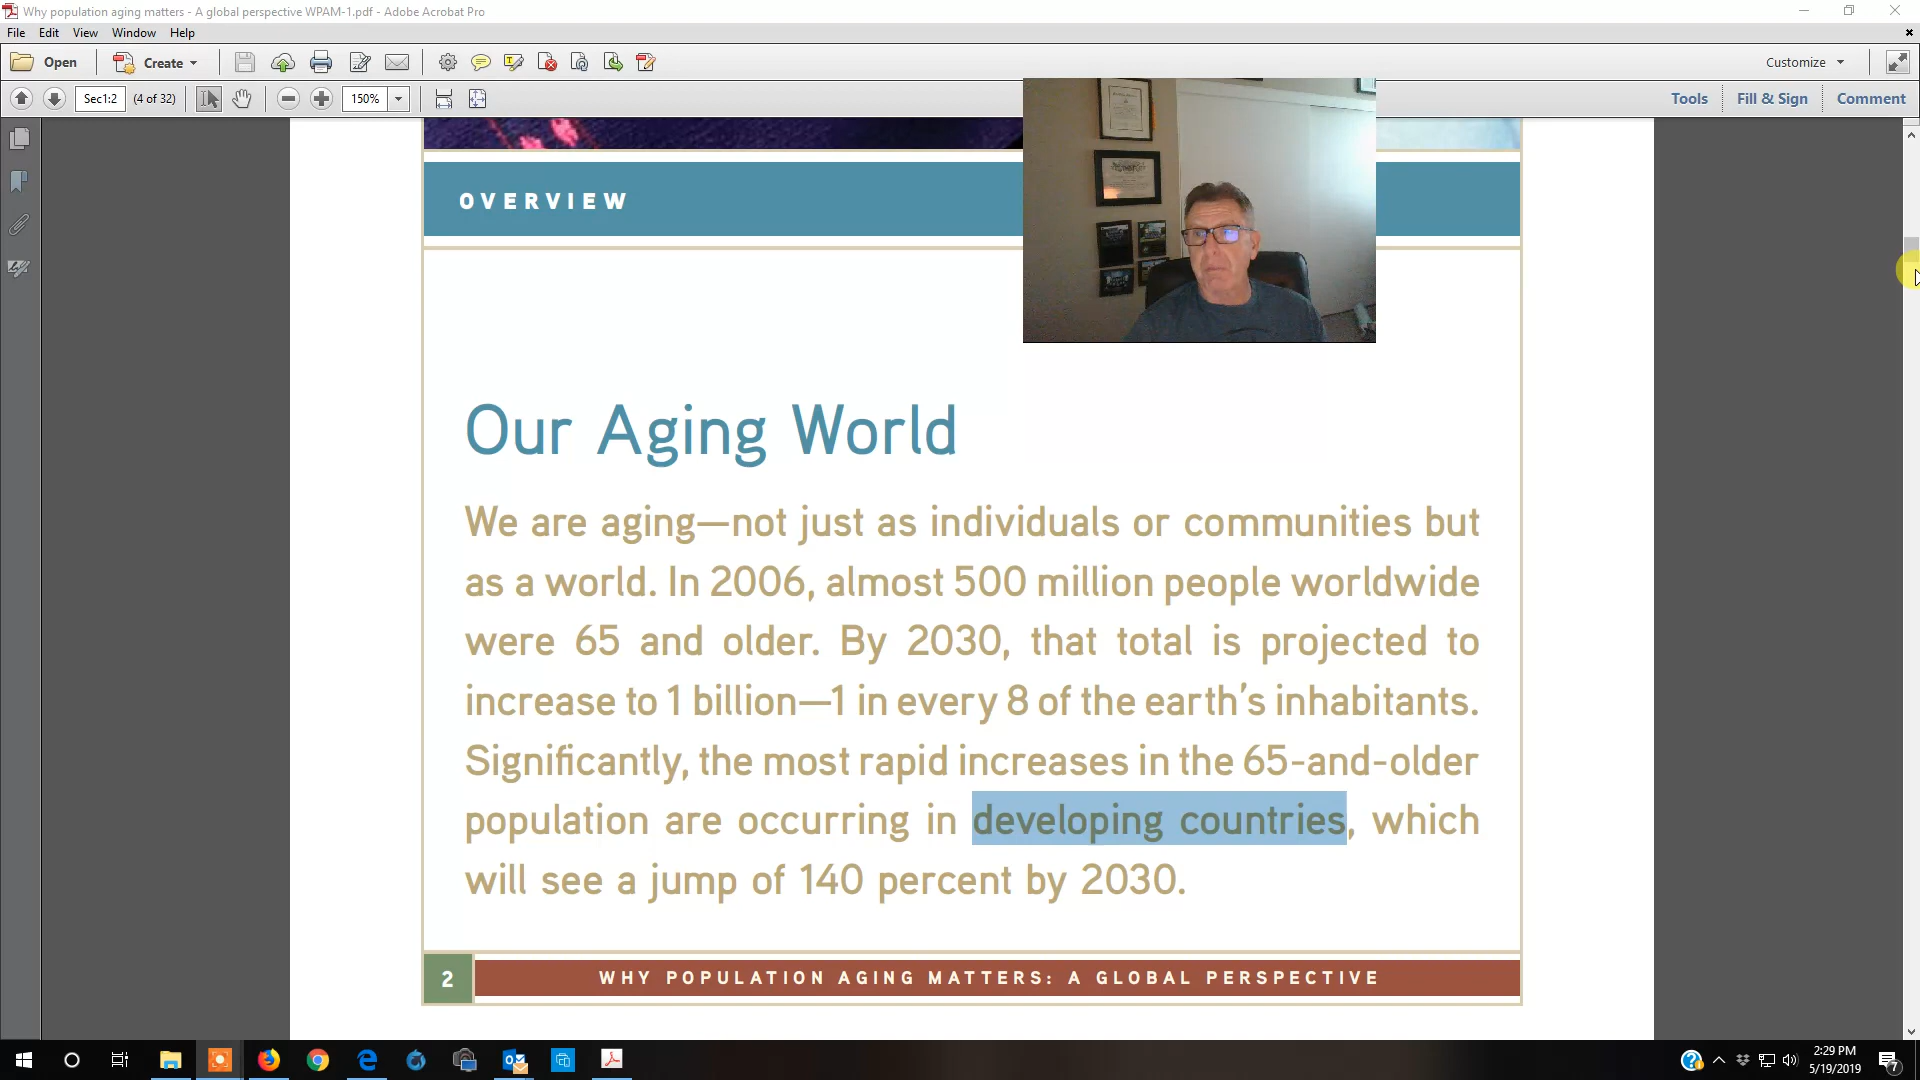 Why population aging matters - A global perspective WPAM-1.pdf - Adobe Acrobat Pro
File Edit View Window Help
Open Create Customize
Sec1:2 (4 of 32) 150% Tools Fill & Sign Comment
OVERVIEW
Our Aging World
We are aging—not just as individuals or communities but
as a world. In 2006, almost 500 million people worldwide
were 65 and older. By 2030, that total is projected to
increase to 1 billion—1 in every 8 of the earth’s inhabitants.
Significantly, the most rapid increases in the 65-and-older
population are occurring in developing countries, which
will see a jump of 140 percent by 2030.
2 WHY POPULATION AGING MATTERS: A GLOBAL PERSPECTIVE
2:29 PM
5/19/2019
7